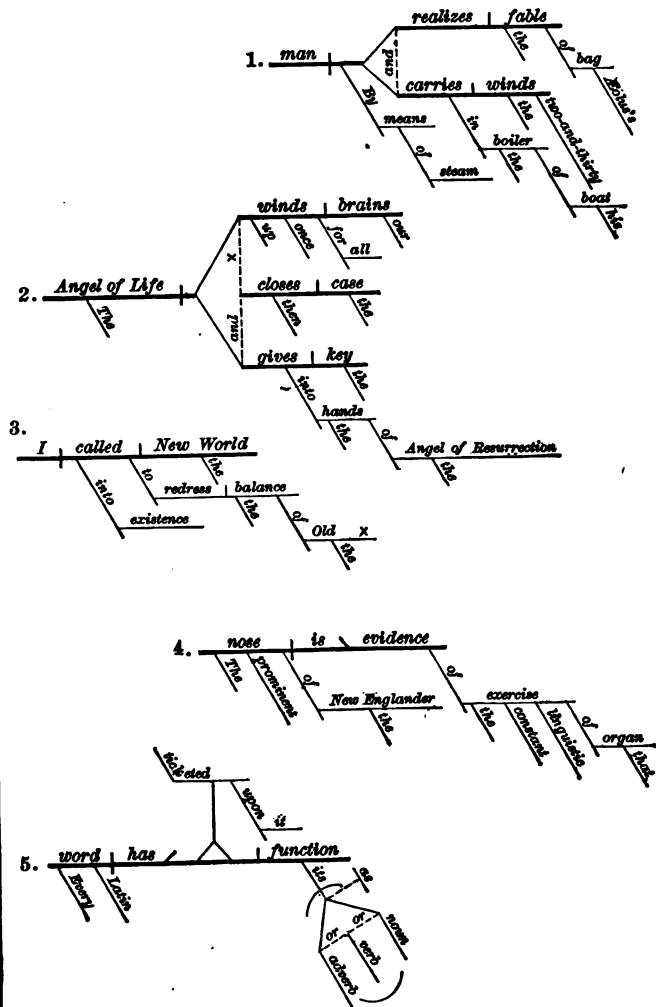 realizes fable
the of bag Æolus's
1. man and
carries winds
By means of steam
in boiler the of boat his
the two-and-thirty
winds brains
up once for all our
x
2. Angel of Life
The
closes case
then the
and
gives key
into the
hands
the of Angel of Resurrection
the
3.
I called New World
into to the
redress balance
existence the of Old x
the
4. nose is evidence
The prominent of New Englander the
of exercise
the constant linguistic of organ
that
ticketed
upon it
5. word has function
Every Latin its as
or or noun
verb
adverb